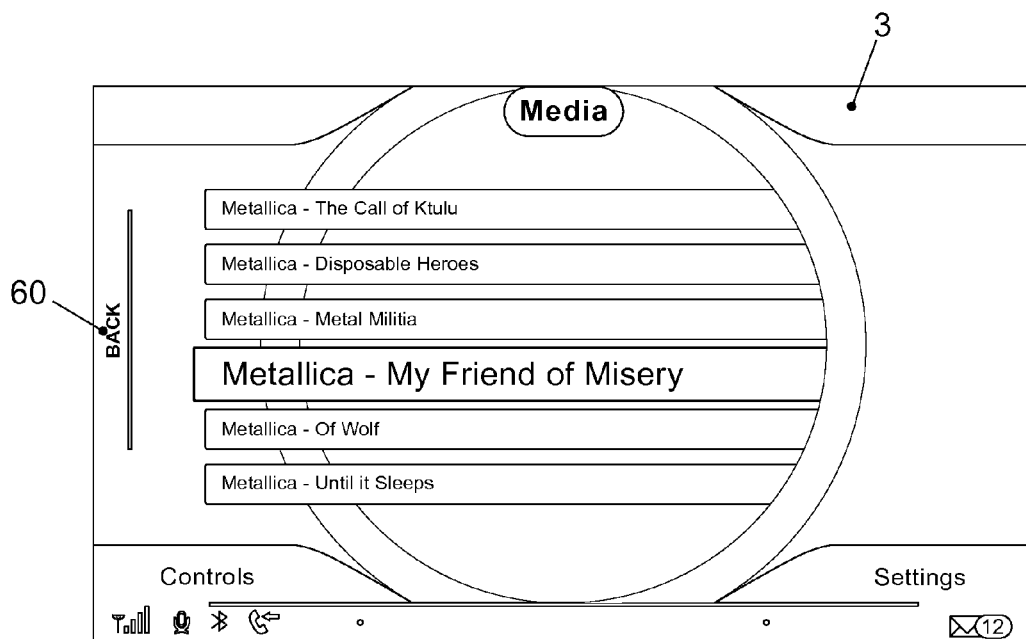 3
Media
Metallica - The Call of Ktulu
Metallica - Disposable Heroes
Metallica - Metal Militia
60
BACK
Metallica - My Friend of Misery
Metallica - Of Wolf
Metallica - Until it Sleeps
Controls
Settings
12